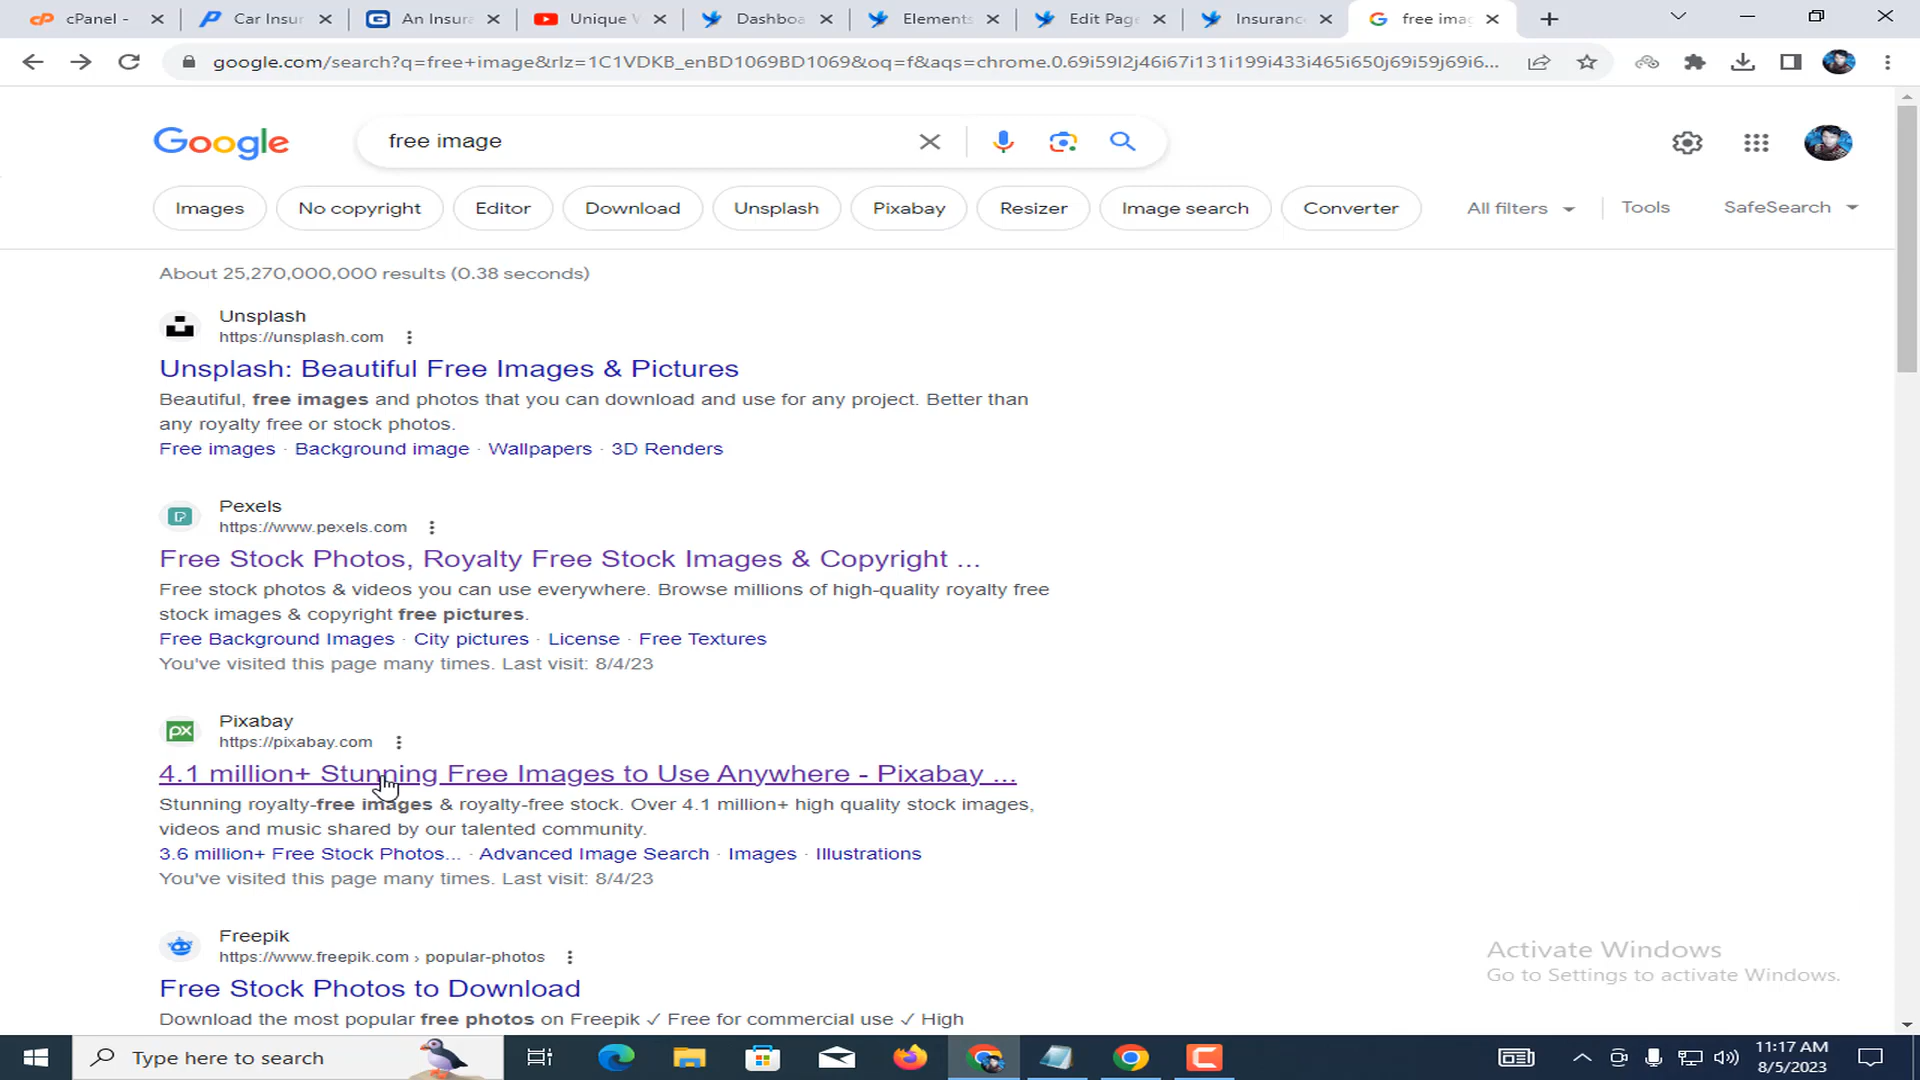 cPanel -
Car Insur
An Insura
Unique V
Dashboa
Elements
Edit Page
Insurance
free imag
google.com/search?q=free+image&rlz=1C1VDKB_enBD1069BD1069&oq=f&aqs=chrome.0.69i59l2j46i67i131i199i433i465i650j69i59j69i6...
Google
free image
Images
No copyright
Editor
Download
Unsplash
Pixabay
Resizer
Image search
Converter
All filters
Tools
SafeSearch
About 25,270,000,000 results (0.38 seconds)
Unsplash
https://unsplash.com
Unsplash: Beautiful Free Images & Pictures
Beautiful, free images and photos that you can download and use for any project. Better than
any royalty free or stock photos.
Free images · Background image · Wallpapers · 3D Renders
Pexels
https://www.pexels.com
Free Stock Photos, Royalty Free Stock Images & Copyright ...
Free stock photos & videos you can use everywhere. Browse millions of high-quality royalty free
stock images & copyright free pictures.
Free Background Images · City pictures · License · Free Textures
You've visited this page many times. Last visit: 8/4/23
px
Pixabay
https://pixabay.com
4.1 million+ Stunning Free Images to Use Anywhere - Pixabay ...
Stunning royalty-free images & royalty-free stock. Over 4.1 million+ high quality stock images,
videos and music shared by our talented community.
3.6 million+ Free Stock Photos... · Advanced Image Search · Images · Illustrations
You've visited this page many times. Last visit: 8/4/23
Freepik
https://www.freepik.com › popular-photos
Free Stock Photos to Download
Download the most popular free photos on Freepik ✓ Free for commercial use ✓ High
Activate Windows
Go to Settings to activate Windows.
Type here to search
11:17 AM
8/5/2023